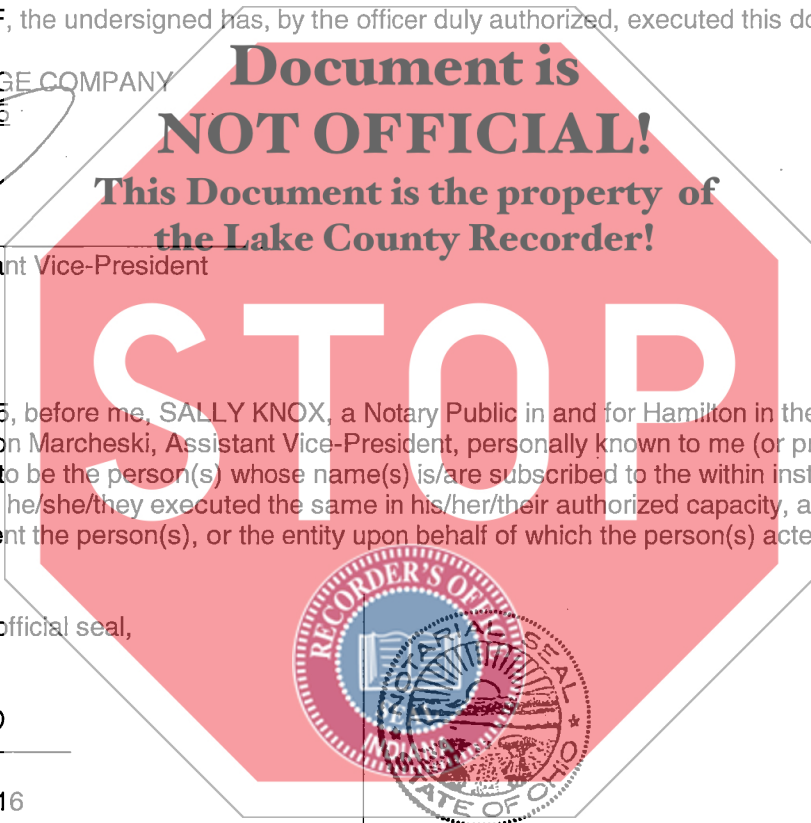 , the undersigned has, by the officer duly authorized, executed this do
GE COMPANY
Document is
NOT OFFICIAL!
This Document is the property of
the Lake County Recorder!
nt Vice-President
STOP
5, before me, SALLY KNOX, a Notary Public in and for Hamilton in the
on Marcheski, Assistant Vice-President, personally known to me (or pr
to be the person(s) whose name(s) is/are subscribed to the within inst
he/she/they executed the same in his/her/their authorized capacity, a
nt the person(s), or the entity upon behalf of which the person(s) acte
official seal,
RECORDER'S OFFICE
SEAL
INDIANA
NOTARIAL SEAL
STATE OF OHIO
16